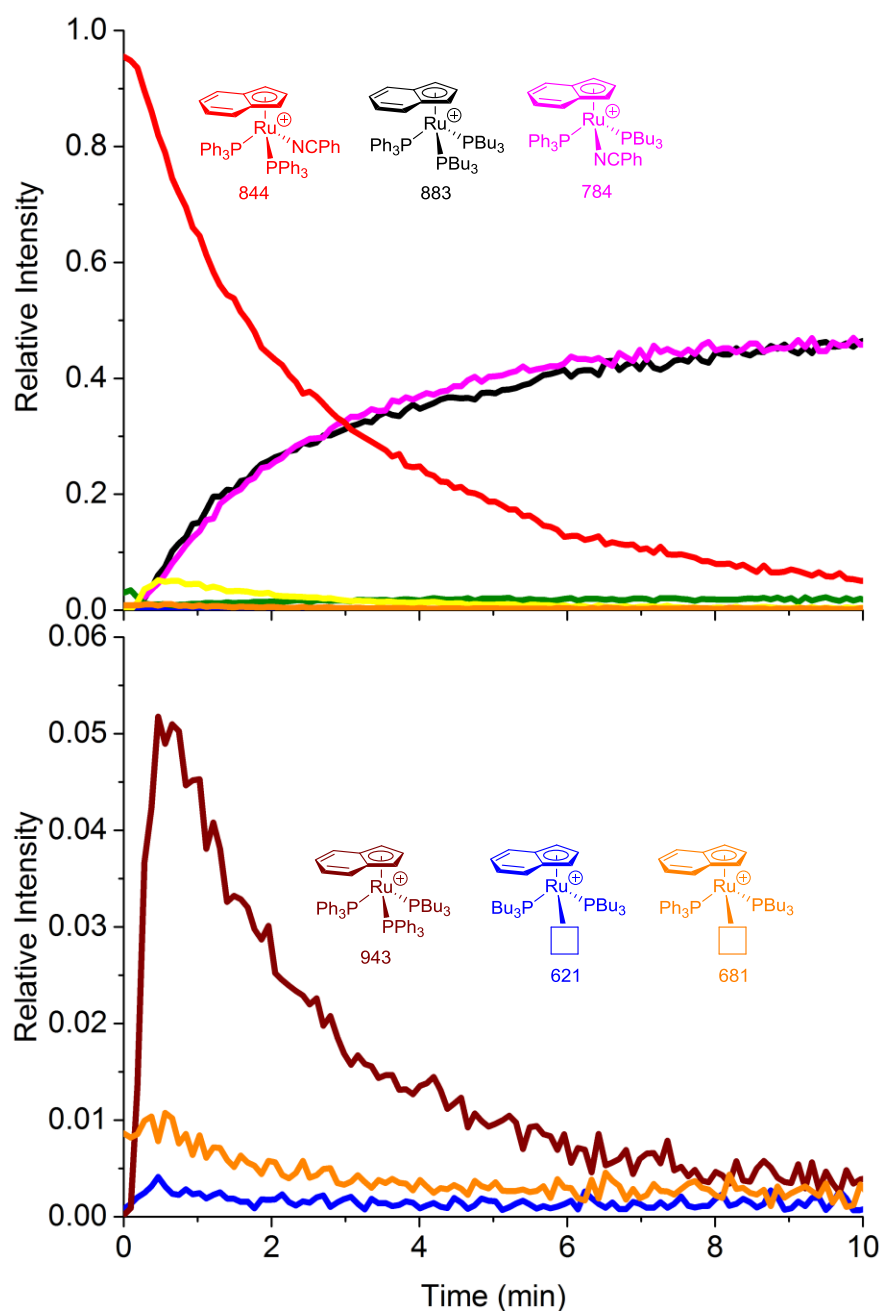 1.0
0.8
0.6
0.4
0.2
0.0
Relative Intensity
Ru ⊕
Ph3P NCPh
PPh3
844
Ru ⊕
Ph3P PBu3
PBu3
883
Ru ⊕
Ph3P PBu3
NCPh
784
0.06
0.05
0.04
0.03
0.02
0.01
0.00
Relative Intensity
Ru ⊕
Ph3P PBu3
PPh3
943
Ru ⊕
Bu3P PBu3
621
Ru ⊕
Ph3P PBu3
681
0 2 4 6 8 10
Time (min)